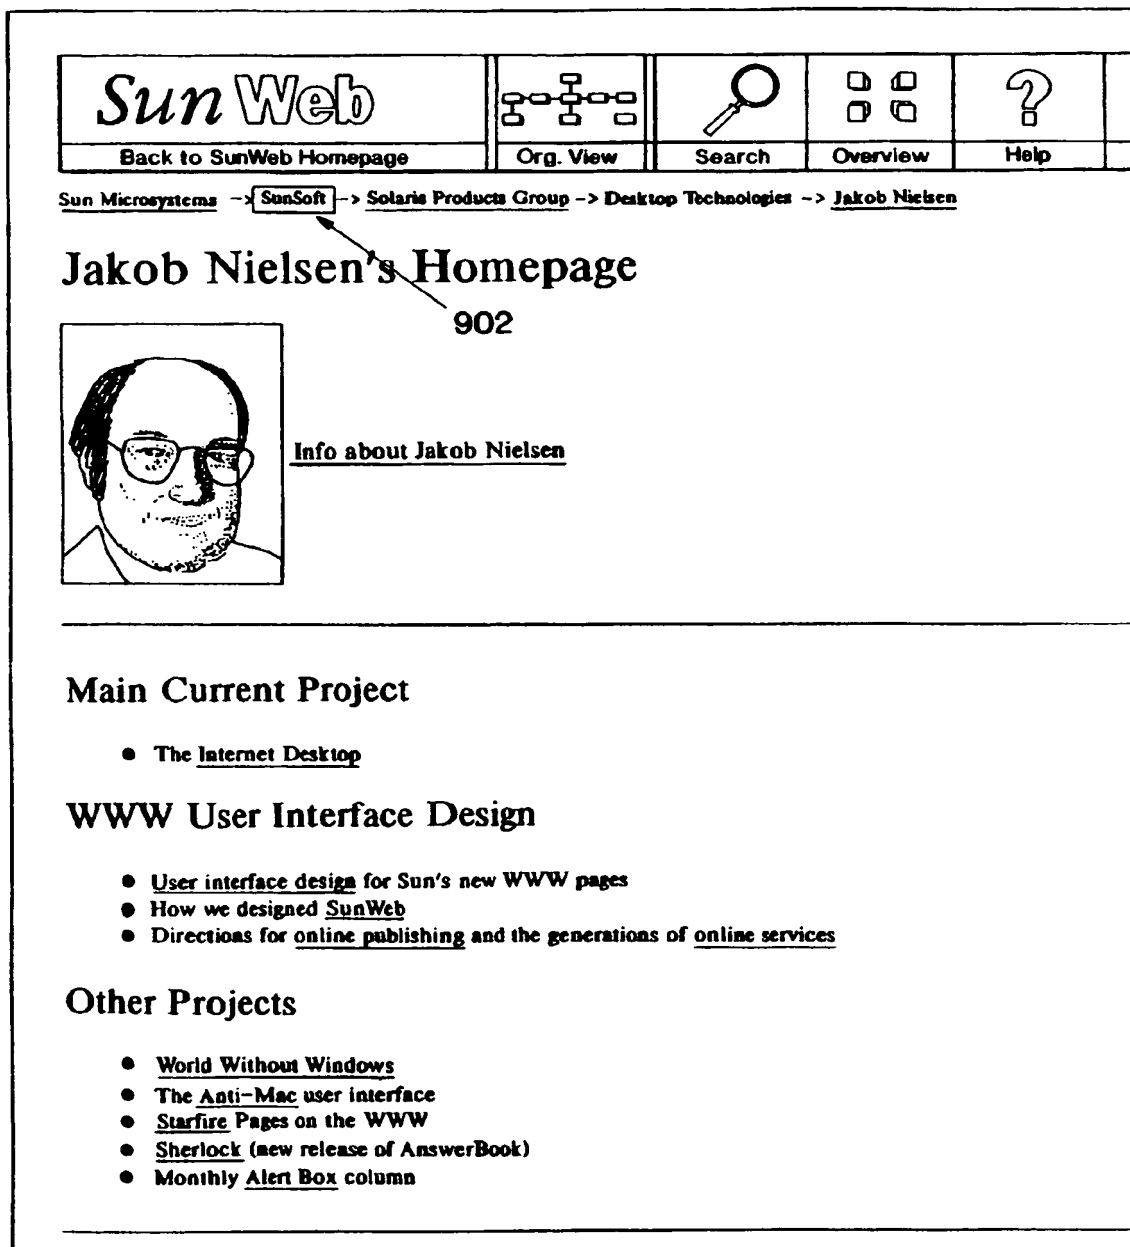 Sun Web
Back to SunWeb Homepage
Org. View
Search
Overview
Help
Sun Microsystems -> SunSoft -> Solaris Products Group -> Desktop Technologies -> Jakob Nielsen
Jakob Nielsen's Homepage
902
Info about Jakob Nielsen
Main Current Project
● The Internet Desktop
WWW User Interface Design
● User interface design for Sun's new WWW pages
● How we designed SunWeb
● Directions for online publishing and the generations of online services
Other Projects
● World Without Windows
● The Anti-Mac user interface
● Starfire Pages on the WWW
● Sherlock (new release of AnswerBook)
● Monthly Alert Box column